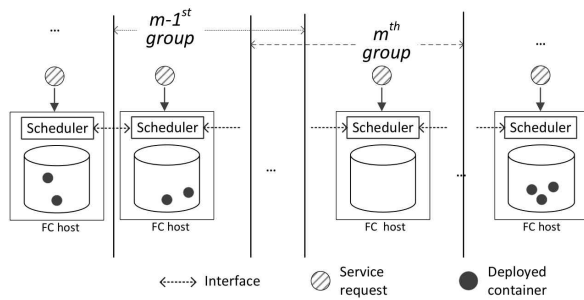 ...
m-1st
group
mth
group
...
Scheduler
Scheduler
Scheduler
Scheduler
...
...
FC host
FC host
FC host
FC host
Interface
Service
request
Deployed
container